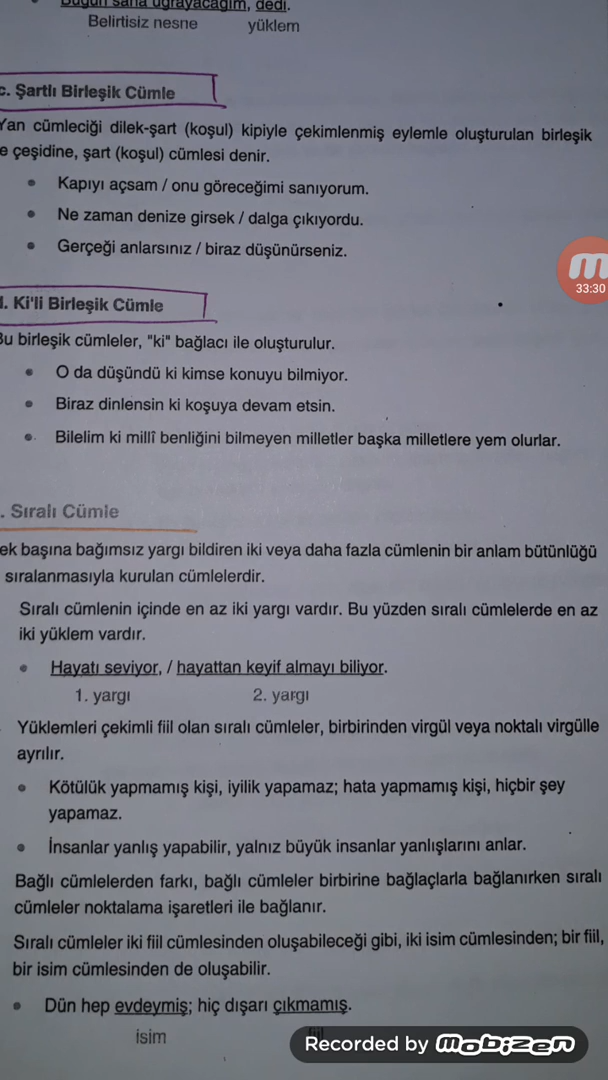 Bugün sana uğrayacağım, dedi.
Belirtisiz nesne yüklem
c. Şartlı Birleşik Cümle
Yan cümleciği dilek-şart (koşul) kipiyle çekimlenmiş eylemle oluşturulan birleşik
e çeşidine, şart (koşul) cümlesi denir.
• Kapıyı açsam / onu göreceğimi sanıyorum.
• Ne zaman denize girsek / dalga çıkıyordu.
• Gerçeği anlarsınız / biraz düşünürseniz.
m
33:30
d. Ki'li Birleşik Cümle
Bu birleşik cümleler, "ki" bağlacı ile oluşturulur.
• O da düşündü ki kimse konuyu bilmiyor.
• Biraz dinlensin ki koşuya devam etsin.
• Bilelim ki millî benliğini bilmeyen milletler başka milletlere yem olurlar.
. Sıralı Cümle
ek başına bağımsız yargı bildiren iki veya daha fazla cümlenin bir anlam bütünlüğü
sıralanmasıyla kurulan cümlelerdir.
Sıralı cümlenin içinde en az iki yargı vardır. Bu yüzden sıralı cümlelerde en az
iki yüklem vardır.
• Hayatı seviyor, / hayattan keyif almayı biliyor.
1. yargı 2. yargı
Yüklemleri çekimli fiil olan sıralı cümleler, birbirinden virgül veya noktalı virgülle
ayrılır.
• Kötülük yapmamış kişi, iyilik yapamaz; hata yapmamış kişi, hiçbir şey
yapamaz.
• İnsanlar yanlış yapabilir, yalnız büyük insanlar yanlışlarını anlar.
Bağlı cümlelerden farkı, bağlı cümleler birbirine bağlaçlarla bağlanırken sıralı
cümleler noktalama işaretleri ile bağlanır.
Sıralı cümleler iki fiil cümlesinden oluşabileceği gibi, iki isim cümlesinden; bir fiil,
bir isim cümlesinden de oluşabilir.
• Dün hep evdeymiş; hiç dışarı çıkmamış.
isim
Recorded by mobizen